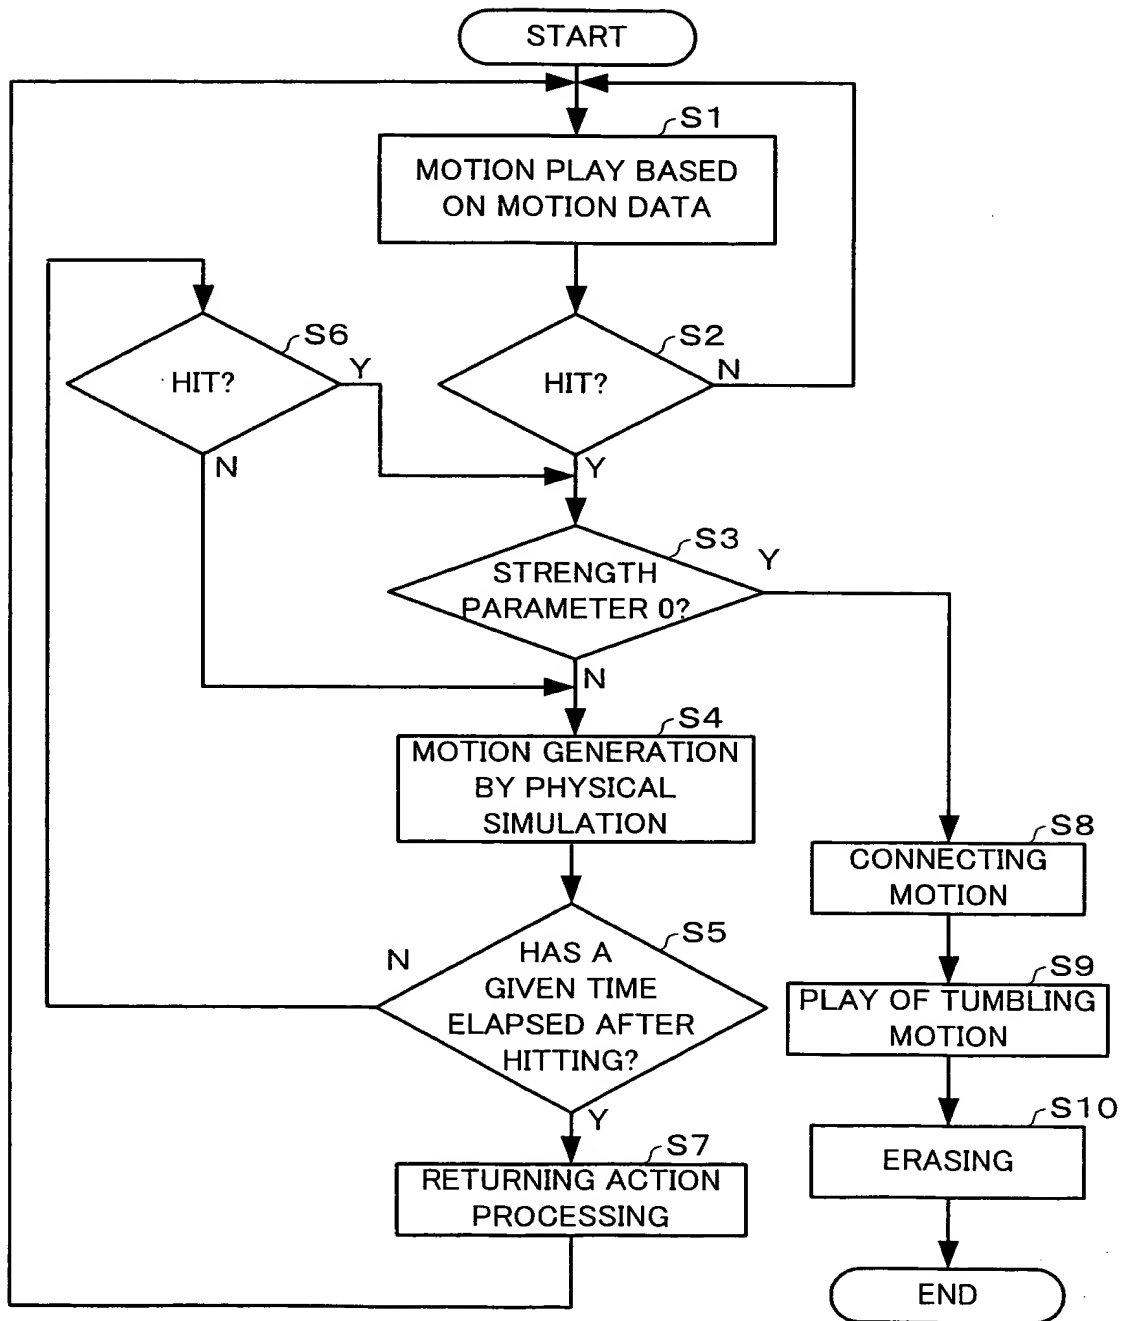 START
S1
MOTION PLAY BASED
ON MOTION DATA
S6
HIT?
Y
N
S2
HIT?
N
Y
S3
STRENGTH
PARAMETER 0?
Y
N
S4
MOTION GENERATION
BY PHYSICAL
SIMULATION
S5
HAS A
GIVEN TIME
ELAPSED AFTER
HITTING?
N
Y
S7
RETURNING ACTION
PROCESSING
S8
CONNECTING
MOTION
S9
PLAY OF TUMBLING
MOTION
S10
ERASING
END